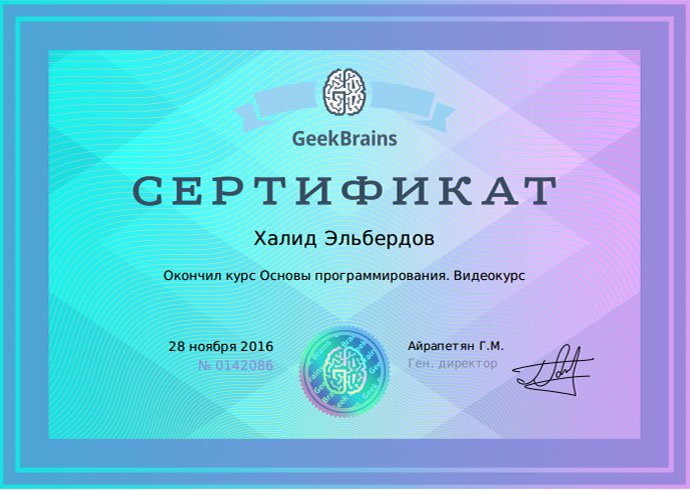 GeekBrains
СЕРТИФИКАТ
Халид Эльбердов
Окончил курс Основы программирования. Видеокурс
28 ноября 2016
№ 0142086
Айрапетян Г.М.
Ген. директор